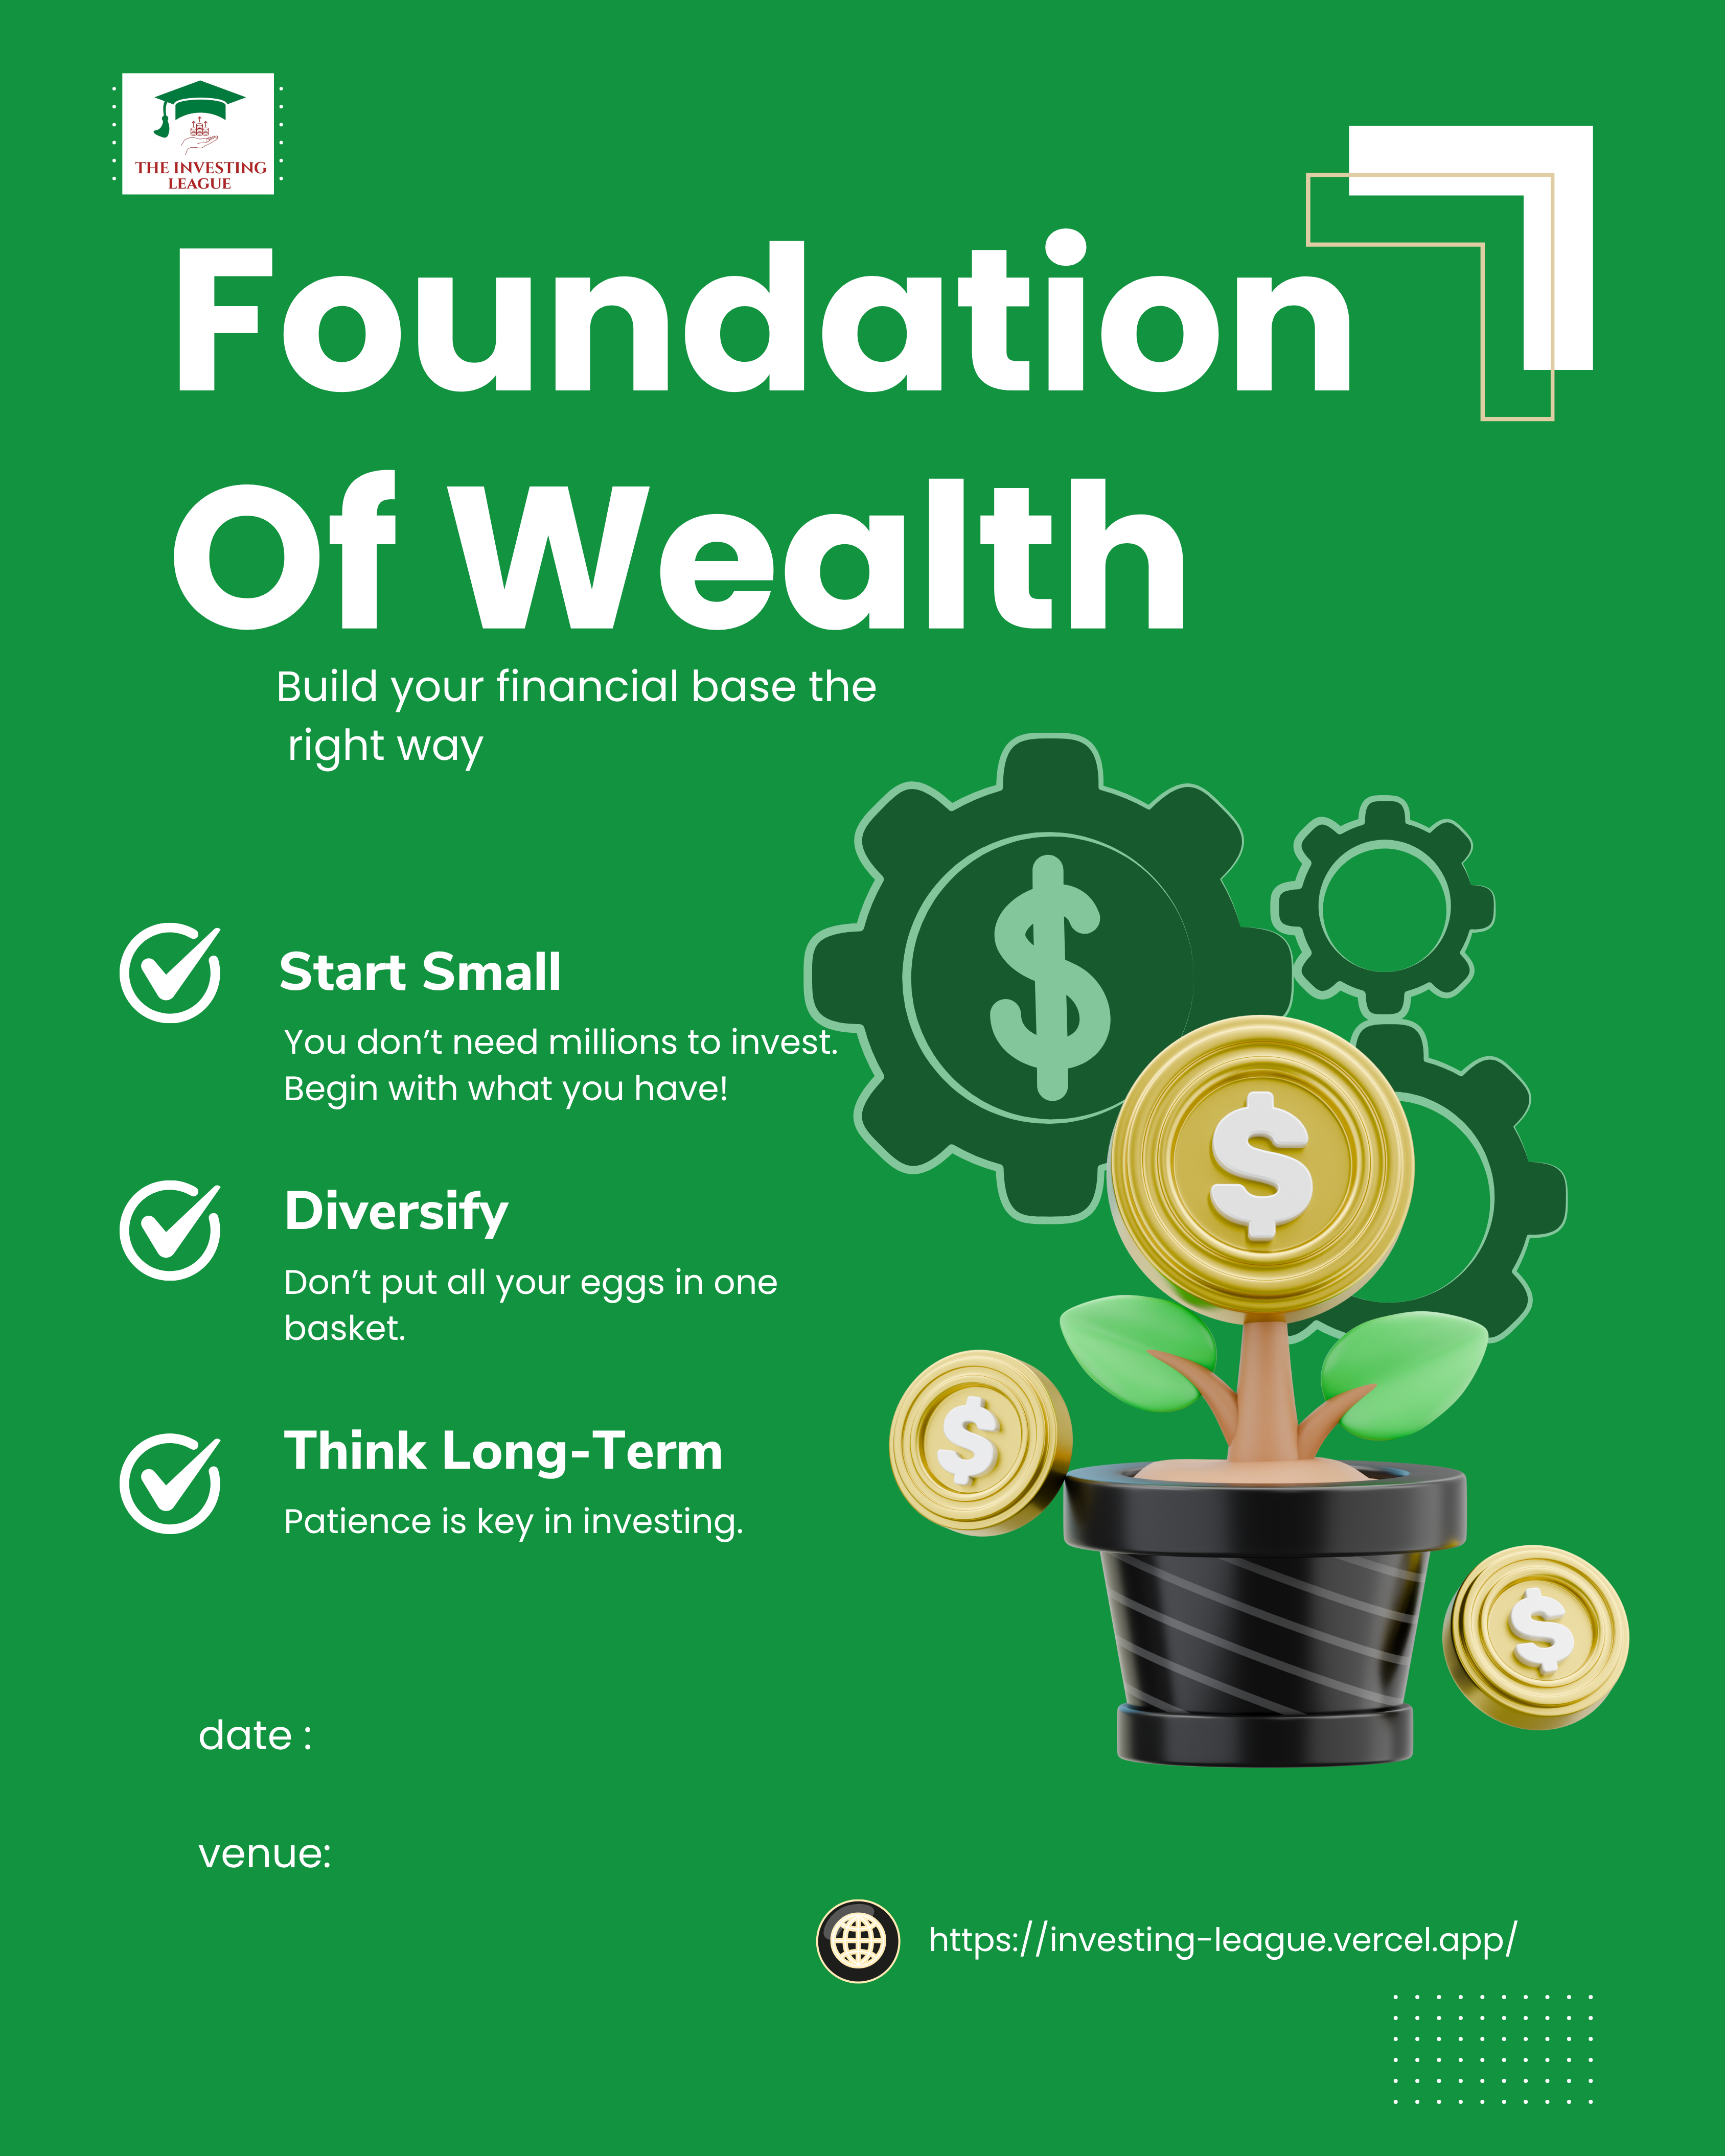 THE INVESTING
LEAGUE
Foundation
Of Wealth
Build your financial base the
right way
Start Small
You don’t need millions to invest.
Begin with what you have!
Diversify
Don’t put all your eggs in one
basket.
Think Long-Term
Patience is key in investing.
$
$
$
$
date :
venue:
https://investing-league.vercel.app/